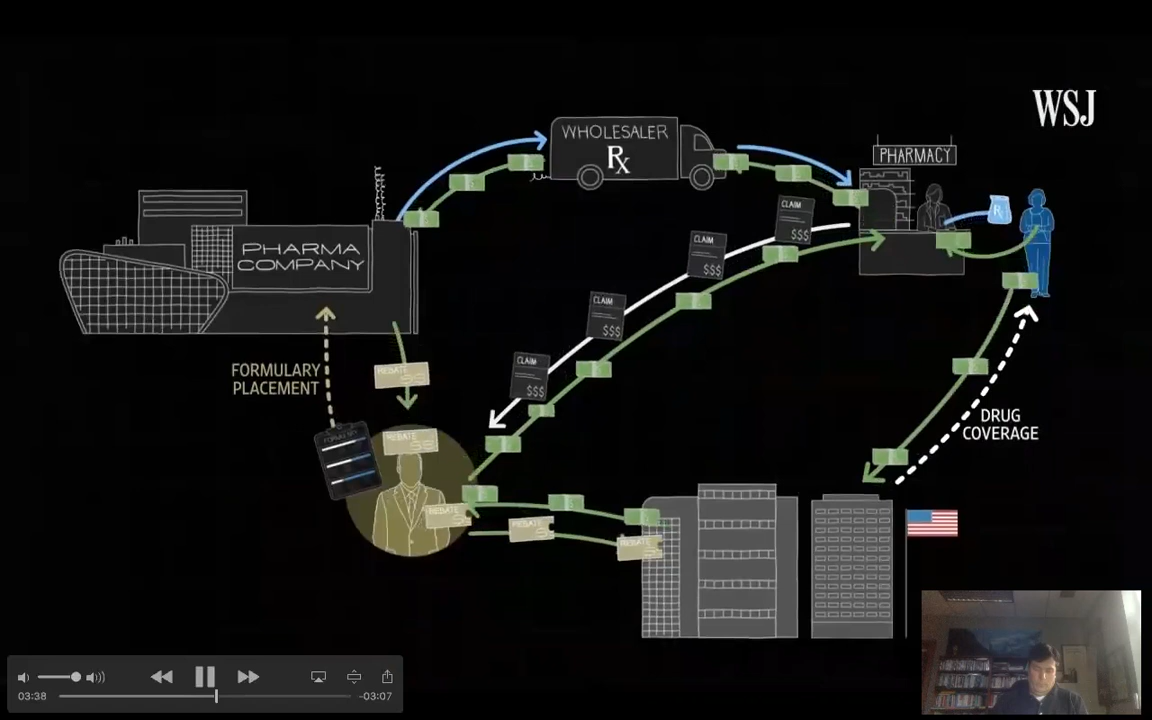 WSJ
WHOLESALER
Rx
PHARMACY
Rx
PHARMA
COMPANY
CLAIM
$$$
CLAIM
$$$
CLAIM
$$$
CLAIM
$$$
FORMULARY
PLACEMENT
REBATE
REBATE
REBATE
REBATE
REBATE
DRUG
COVERAGE
03:38
-03:07